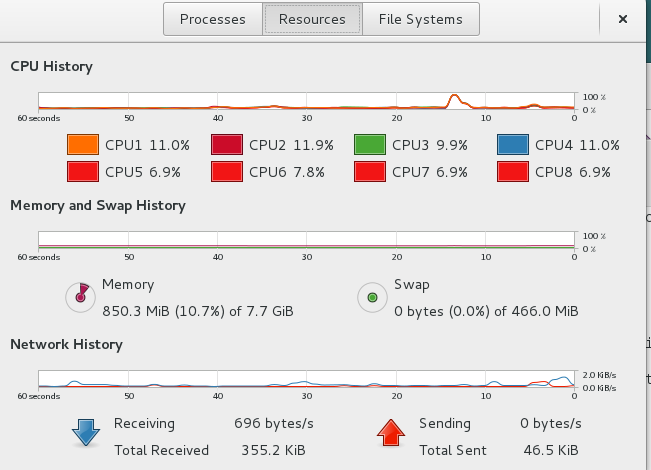 Processes Resources File Systems ×
CPU History
100 %
0 %
60 seconds 50 40 30 20 10 0
CPU1 11.0% CPU2 11.9% CPU3 9.9% CPU4 11.0%
CPU5 6.9% CPU6 7.8% CPU7 6.9% CPU8 6.9%
Memory and Swap History
100 %
0 %
60 seconds 50 40 30 20 10 0
Memory Swap
850.3 MiB (10.7%) of 7.7 GiB 0 bytes (0.0%) of 466.0 MiB
Network History
2.0 KiB/s
0.0 KiB/s
60 seconds 50 40 30 20 10 0
Receiving 696 bytes/s Sending 0 bytes/s
Total Received 355.2 KiB Total Sent 46.5 KiB